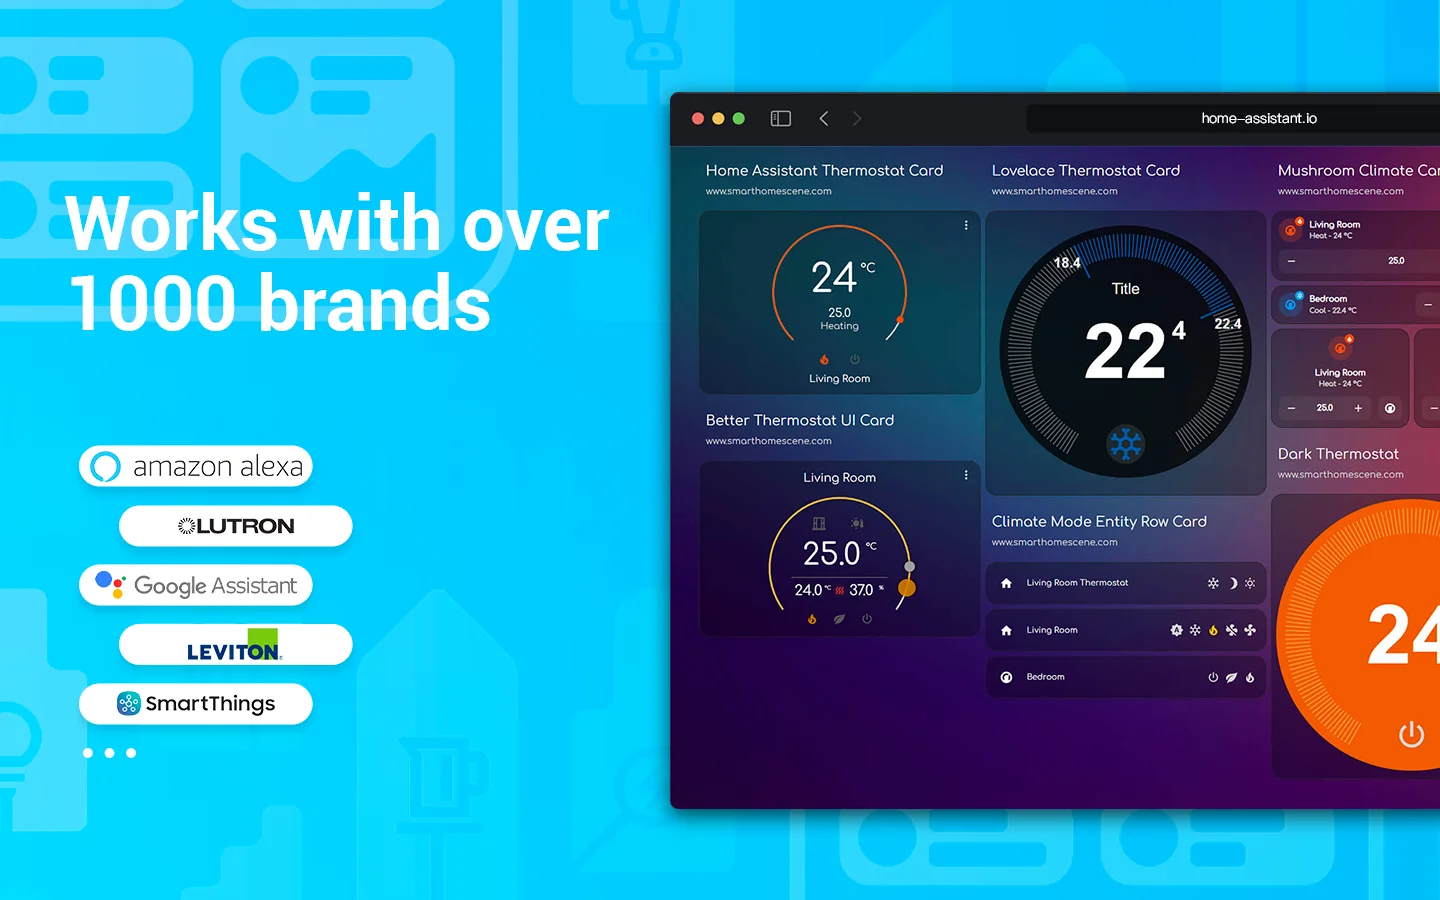 Works with over
1000 brands
amazon alexa
LUTRON
Google Assistant
LEVITON
SmartThings
home-assistant.io
Home Assistant Thermostat Card
www.smarthomescene.com
24 °C
25.0
Heating
Living Room
Better Thermostat UI Card
www.smarthomescene.com
Living Room
25.0 °C
24.0 °C 37.0 %
Lovelace Thermostat Card
www.smarthomescene.com
18.4
Title
22.4
22 4
Climate Mode Entity Row Card
www.smarthomescene.com
Living Room Thermostat
Living Room
Bedroom
Mushroom Climate
www.smarthomescene.com
Living Room
Heat - 24 °C
− 25.0
Bedroom
Cool - 22.4 °C
−
Living Room
Heat - 24 °C
− 25.0 +
−
Dark Thermostat
www.smarthomescene.com
24